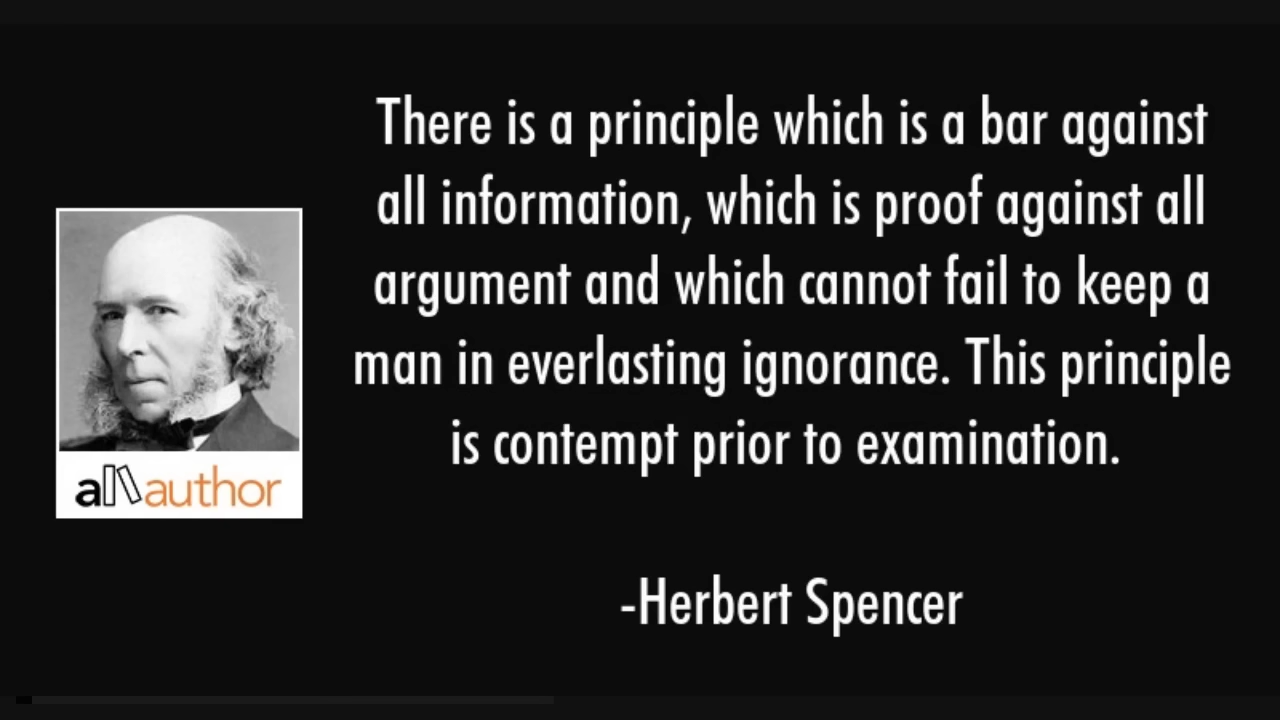 There is a principle which is a bar against
all information, which is proof against all
argument and which cannot fail to keep a
man in everlasting ignorance. This principle
is contempt prior to examination.
allauthor
-Herbert Spencer